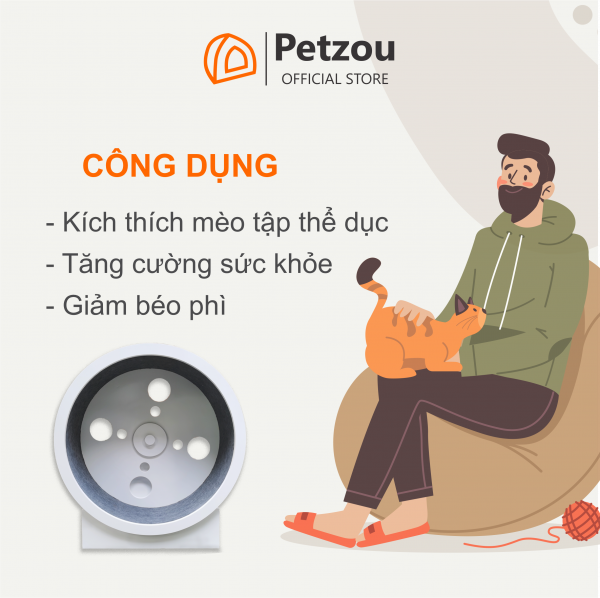 Petzou
OFFICIAL STORE
CÔNG DỤNG
- Kích thích mèo tập thể dục
- Tăng cường sức khỏe
- Giảm béo phì